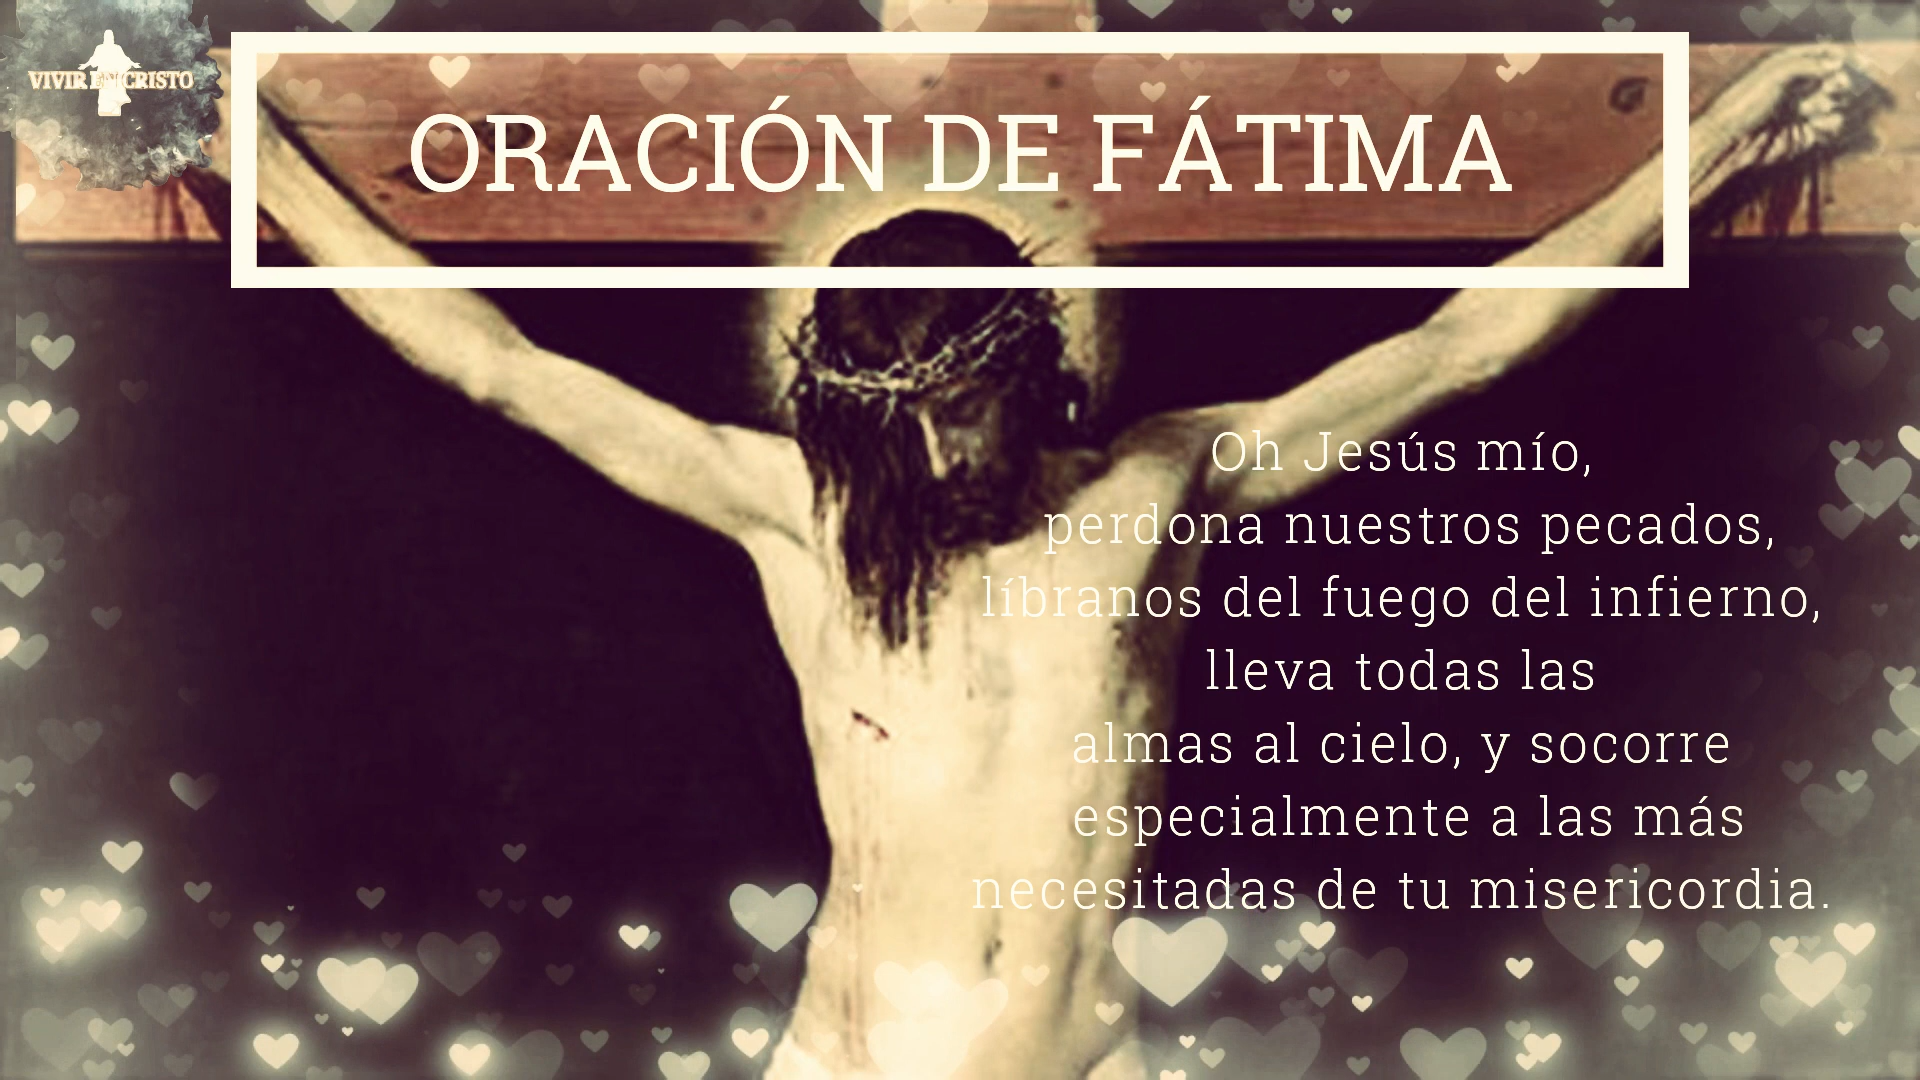 VIVIR EN CRISTO
ORACIÓN DE FÁTIMA
Oh Jesús mío,
perdona nuestros pecados,
líbranos del fuego del infierno,
lleva todas las
almas al cielo, y socorre
especialmente a las más
necesitadas de tu misericordia.